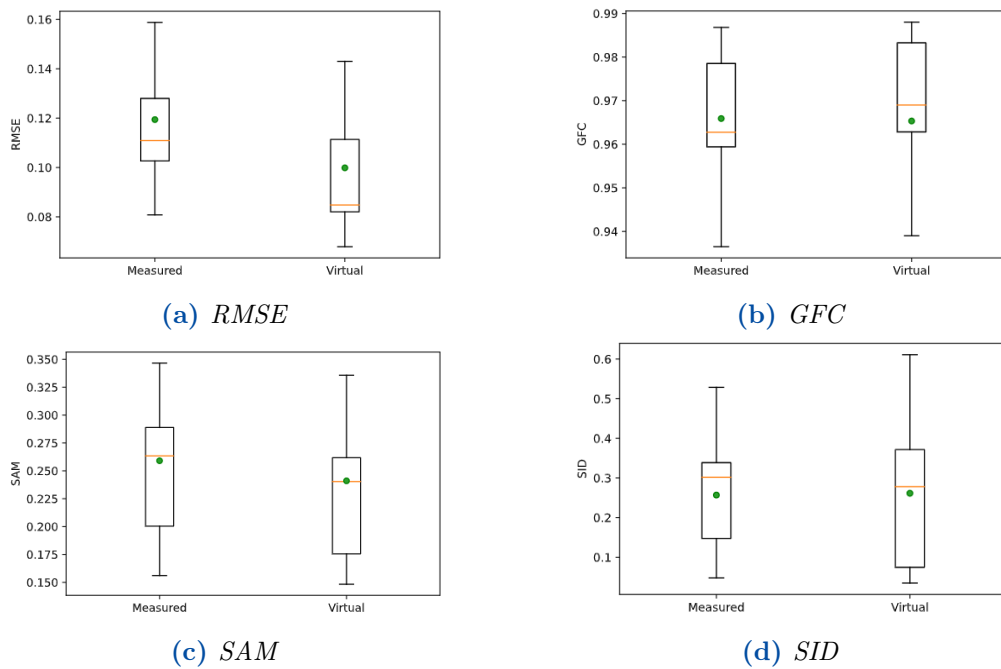 0.16
0.14
0.12
0.10
0.08
RMSE
Measured Virtual
(a) RMSE
0.99
0.98
0.97
0.96
0.95
0.94
GFC
Measured Virtual
(b) GFC
0.350
0.325
0.300
0.275
0.250
0.225
0.200
0.175
0.150
SAM
Measured Virtual
(c) SAM
0.6
0.5
0.4
0.3
0.2
0.1
SID
Measured Virtual
(d) SID